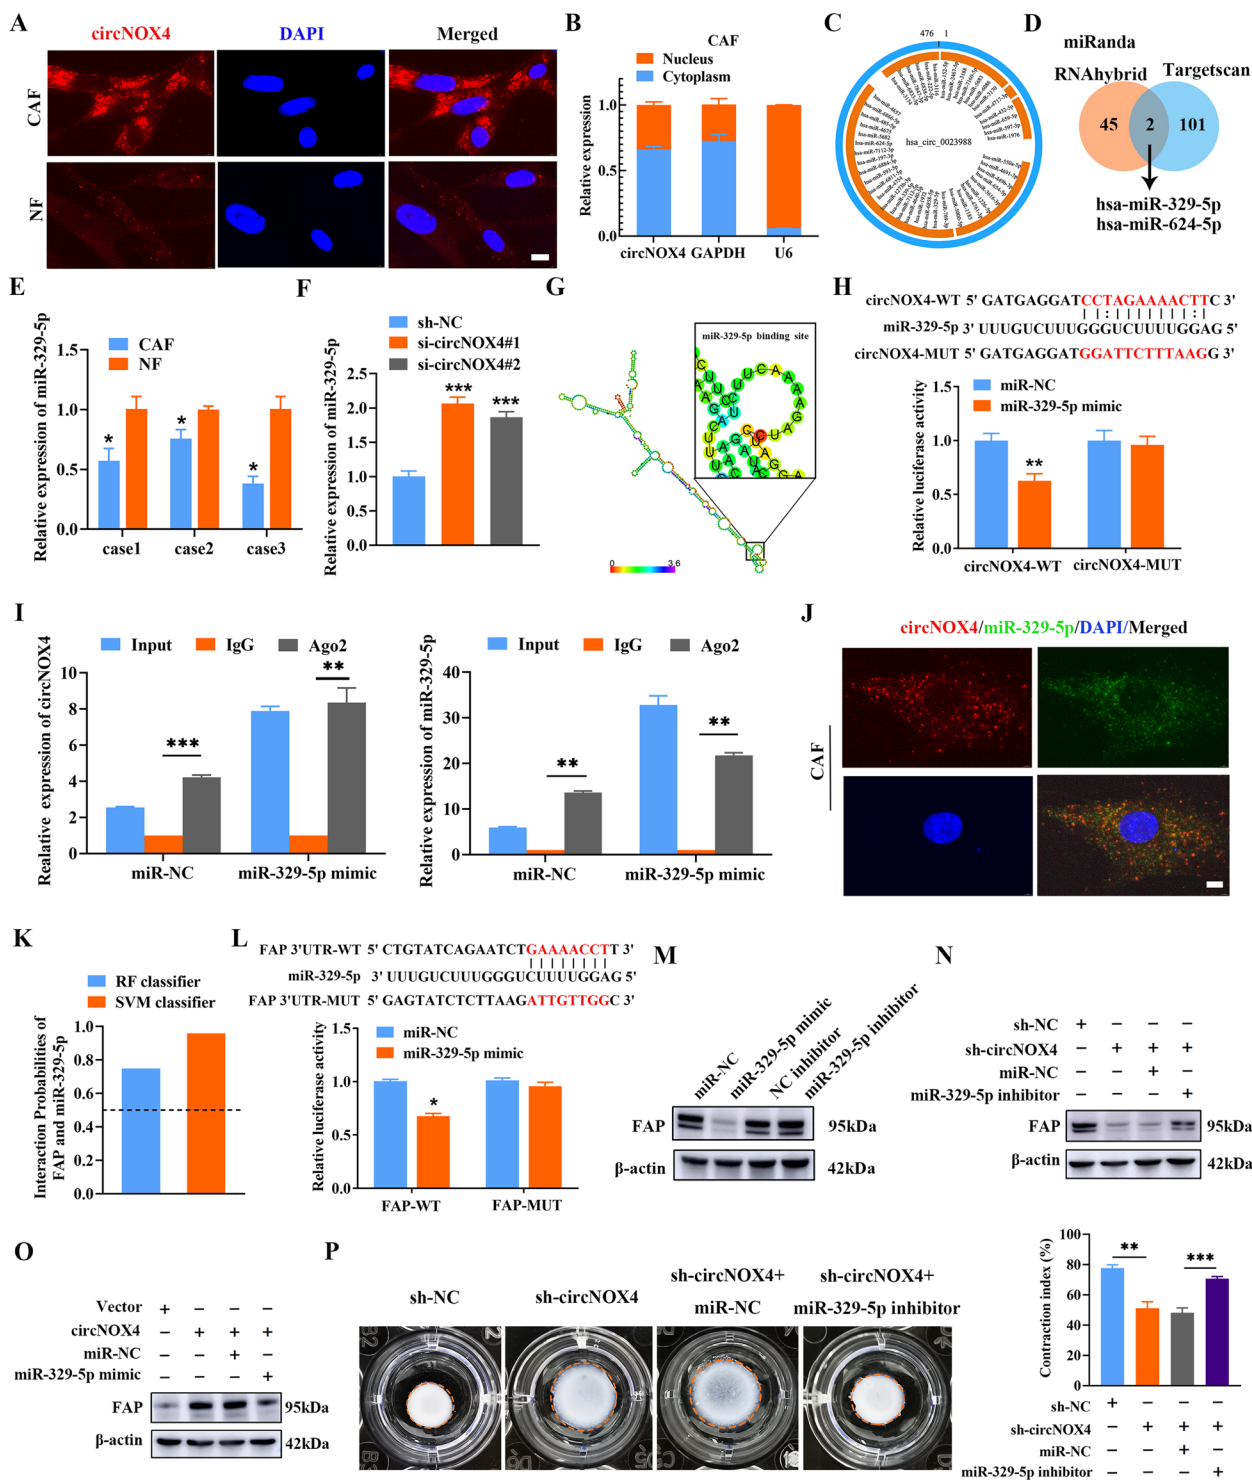 A
circNOX4
DAPI
Merged
CAF
NF
B
CAF
Nucleus
Cytoplasm
Relative expression
1.0
0.5
0.0
circNOX4 GAPDH U6
C
476 1
hsa_circ_0023988
D
miRanda
RNAhybrid
Targetscan
45 2 101
hsa-miR-329-5p
hsa-miR-624-5p
E
CAF
NF
Relative expression of miR-329-5p
1.5
1.0
0.5
0.0
* * *
case1 case2 case3
F
sh-NC
si-circNOX4#1
si-circNOX4#2
Relative expression of miR-329-5p
2.5
2.0
1.5
1.0
0.5
0.0
*** ***
G
miR-329-5p binding site
0 3.6
H
circNOX4-WT 5' GATGAGGATCCTAGAAAACTTC 3'
miR-329-5p 3' UUUGUCUUUGGGUCUUUUGGAG 5'
circNOX4-MUT 5' GATGAGGATGGATTCTTTAAGG 3'
miR-NC
miR-329-5p mimic
Relative luciferase activity
1.5
1.0
0.5
0.0
**
circNOX4-WT circNOX4-MUT
I
Input IgG Ago2
Realative expression of circNOX4
10
8
6
4
2
0
*** **
miR-NC miR-329-5p mimic
Input IgG Ago2
Relative expression of miR-329-5p
40
30
20
10
0
** **
miR-NC miR-329-5p mimic
J
circNOX4/miR-329-5p/DAPI/Merged
CAF
K
RF classifier
SVM classifier
Interaction Probabilities of
FAP and miR-329-5p
1.0
0.8
0.6
0.4
0.2
0.0
L
FAP 3'UTR-WT 5' CTGTATCAGAATCTGAAAACCTT 3'
miR-329-5p 3' UUUGUCUUUGGGUCUUUUGGAG 5'
FAP 3'UTR-MUT 5' GAGTATCTCTTAAGATTGTTGGC 3'
miR-NC
miR-329-5p mimic
Relative luciferase activity
1.5
1.0
0.5
0.0
*
FAP-WT FAP-MUT
M
miR-NC
miR-329-5p mimic
NC inhibitor
miR-329-5p inhibitor
FAP 95kDa
β-actin 42kDa
N
sh-NC + − − −
sh-circNOX4 − + + +
miR-NC − − + −
miR-329-5p inhibitor − − − +
FAP 95kDa
β-actin 42kDa
O
Vector + − − −
circNOX4 − + + +
miR-NC − − + −
miR-329-5p mimic − − − +
FAP 95kDa
β-actin 42kDa
P
sh-NC
sh-circNOX4
sh-circNOX4+
miR-NC
sh-circNOX4+
miR-329-5p inhibitor
Contraction index (%)
100
80
60
40
20
0
** ***
sh-NC + − − −
sh-circNOX4 − + + +
miR-NC − − + −
miR-329-5p inhibitor − − − +